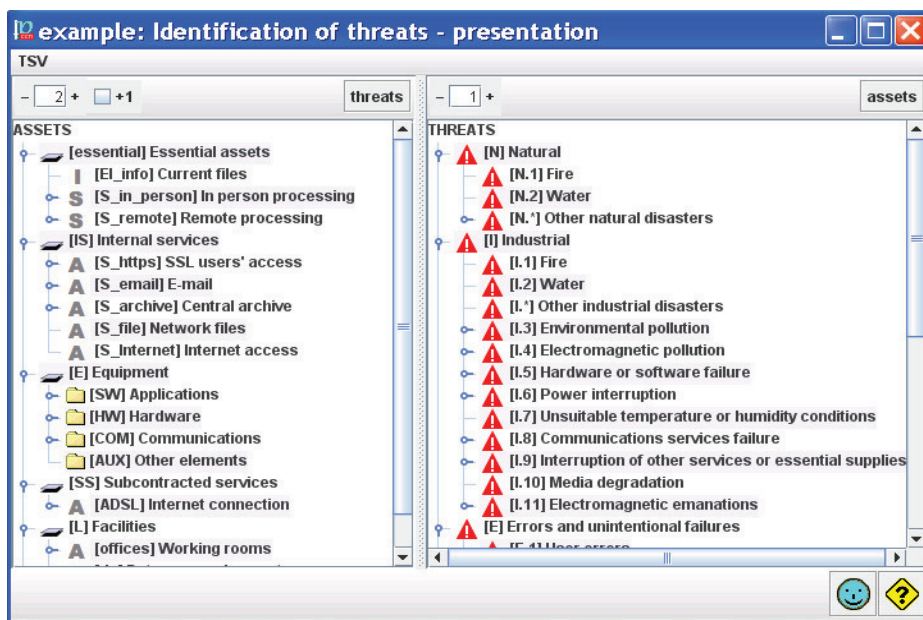 example: Identification of threats - presentation
TSV
- 2 + +1 threats
ASSETS
[essential] Essential assets
I [EI_info] Current files
S [S_in_person] In person processing
S [S_remote] Remote processing
[IS] Internal services
A [S_https] SSL users' access
A [S_email] E-mail
A [S_archive] Central archive
A [S_file] Network files
A [S_Internet] Internet access
[E] Equipment
[SW] Applications
[HW] Hardware
[COM] Communications
[AUX] Other elements
[SS] Subcontracted services
A [ADSL] Internet connection
[L] Facilities
A [offices] Working rooms
- 1 + assets
THREATS
[N] Natural
[N.1] Fire
[N.2] Water
[N.*] Other natural disasters
[I] Industrial
[I.1] Fire
[I.2] Water
[I.*] Other industrial disasters
[I.3] Environmental pollution
[I.4] Electromagnetic pollution
[I.5] Hardware or software failure
[I.6] Power interruption
[I.7] Unsuitable temperature or humidity conditions
[I.8] Communications services failure
[I.9] Interruption of other services or essential supplies
[I.10] Media degradation
[I.11] Electromagnetic emanations
[E] Errors and unintentional failures
[E.1] User errors